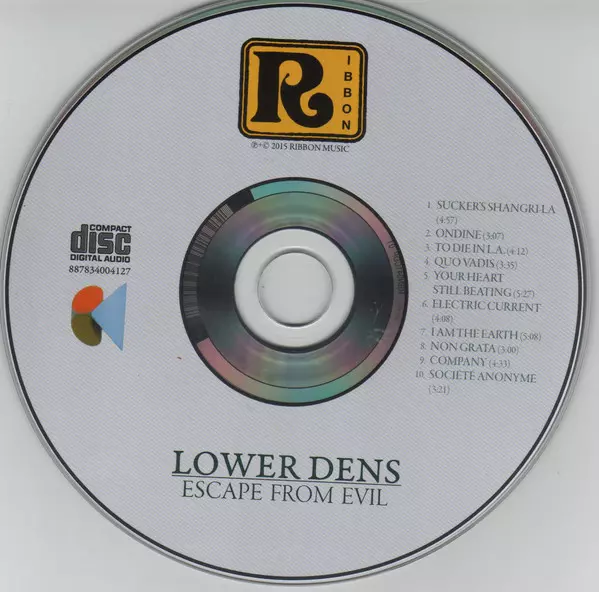 R
IBBON
℗+© 2015 RIBBON MUSIC
COMPACT
disc
DIGITAL AUDIO
887834004127
1. SUCKER'S SHANGRI-LA
(4:57)
2. ONDINE (3:07)
3. TO DIE IN L.A. (4:12)
4. QUO VADIS (3:35)
5. YOUR HEART
STILL BEATING (5:27)
6. ELECTRIC CURRENT
(4:08)
7. I AM THE EARTH (5:08)
8. NON GRATA (3:00)
9. COMPANY (4:33)
10. SOCIÉTÉ ANONYME
(3:21)
LOWER DENS
ESCAPE FROM EVIL